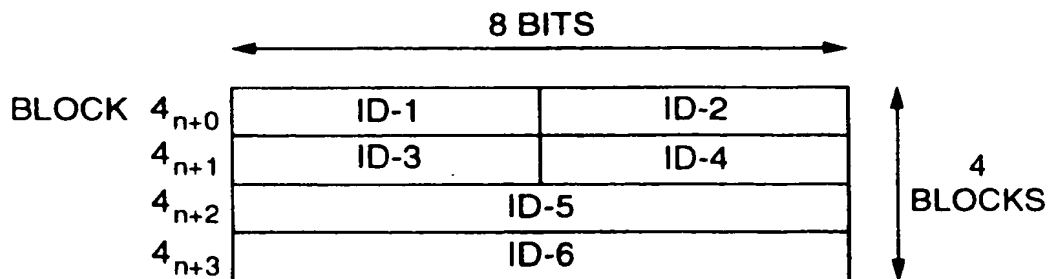 8 BITS
BLOCK 4n+0 ID-1 ID-2
4n+1 ID-3 ID-4
4n+2 ID-5
4n+3 ID-6
4
BLOCKS